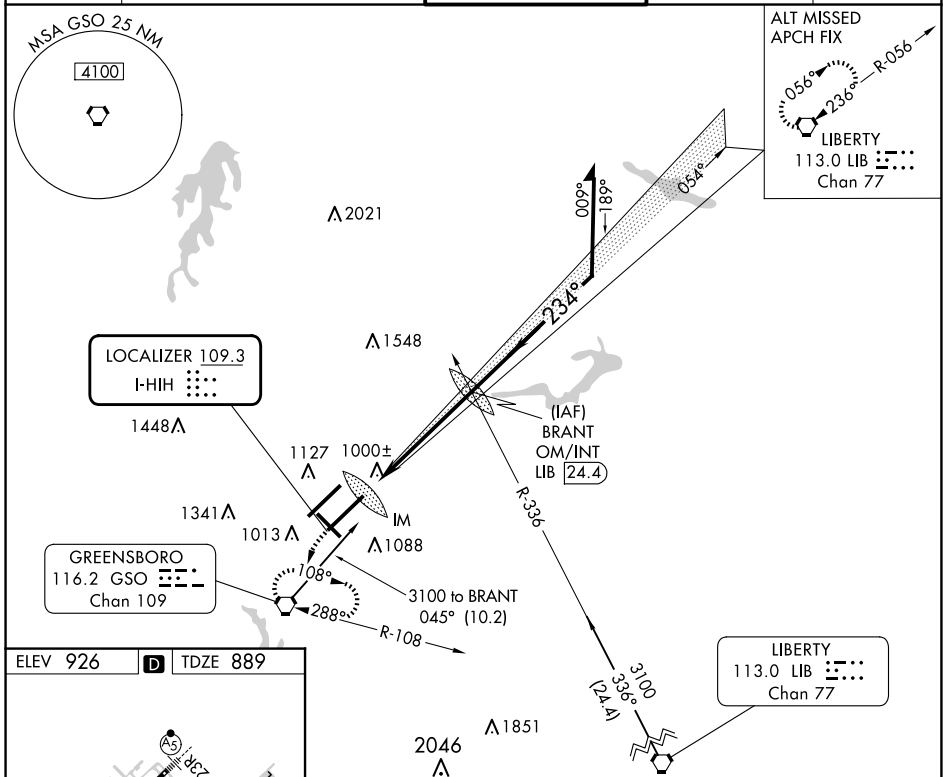 MSA GSO 25 NM
4100
ALT MISSED
APCH FIX
R-056
056°
236°
LIBERTY
113.0 LIB
Chan 77
2021
054°
009°
189°
234°
1548
LOCALIZER 109.3
I-HIH
1448
(IAF)
BRANT
OM/INT
LIB 24.4
1127
1000±
R-336
1341
1013
IM
1088
GREENSBORO
116.2 GSO
Chan 109
108°
288°
R-108
3100 to BRANT
045° (10.2)
3100
336°
(24.4)
LIBERTY
113.0 LIB
Chan 77
ELEV 926
D
TDZE 889
A5
23R
1851
2046